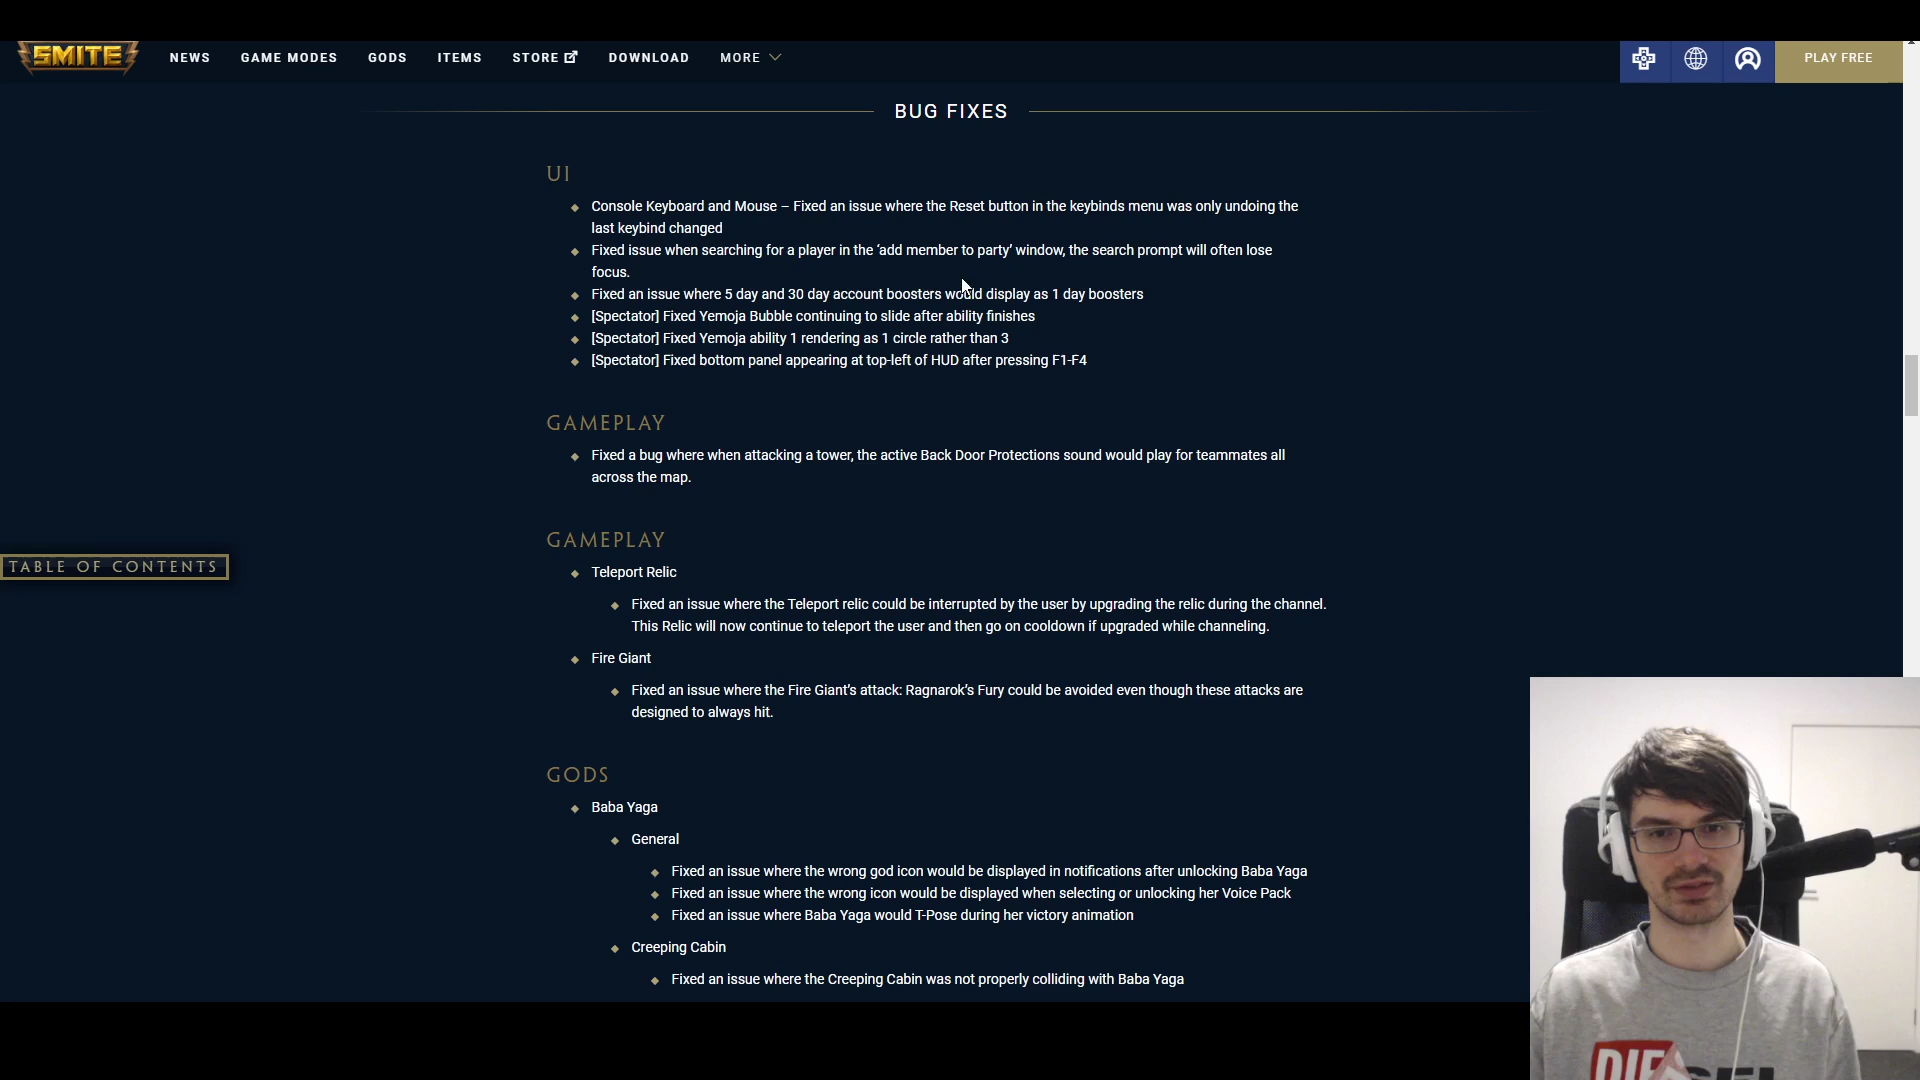 SMITE
NEWS GAME MODES GODS ITEMS STORE DOWNLOAD MORE PLAY FREE
BUG FIXES
UI
Console Keyboard and Mouse – Fixed an issue where the Reset button in the keybinds menu was only undoing the
last keybind changed
Fixed issue when searching for a player in the ‘add member to party’ window, the search prompt will often lose
focus.
Fixed an issue where 5 day and 30 day account boosters would display as 1 day boosters
[Spectator] Fixed Yemoja Bubble continuing to slide after ability finishes
[Spectator] Fixed Yemoja ability 1 rendering as 1 circle rather than 3
[Spectator] Fixed bottom panel appearing at top-left of HUD after pressing F1-F4
GAMEPLAY
Fixed a bug where when attacking a tower, the active Back Door Protections sound would play for teammates all
across the map.
GAMEPLAY
TABLE OF CONTENTS
Teleport Relic
Fixed an issue where the Teleport relic could be interrupted by the user by upgrading the relic during the channel.
This Relic will now continue to teleport the user and then go on cooldown if upgraded while channeling.
Fire Giant
Fixed an issue where the Fire Giant’s attack: Ragnarok’s Fury could be avoided even though these attacks are
designed to always hit.
GODS
Baba Yaga
General
Fixed an issue where the wrong god icon would be displayed in notifications after unlocking Baba Yaga
Fixed an issue where the wrong icon would be displayed when selecting or unlocking her Voice Pack
Fixed an issue where Baba Yaga would T-Pose during her victory animation
Creeping Cabin
Fixed an issue where the Creeping Cabin was not properly colliding with Baba Yaga